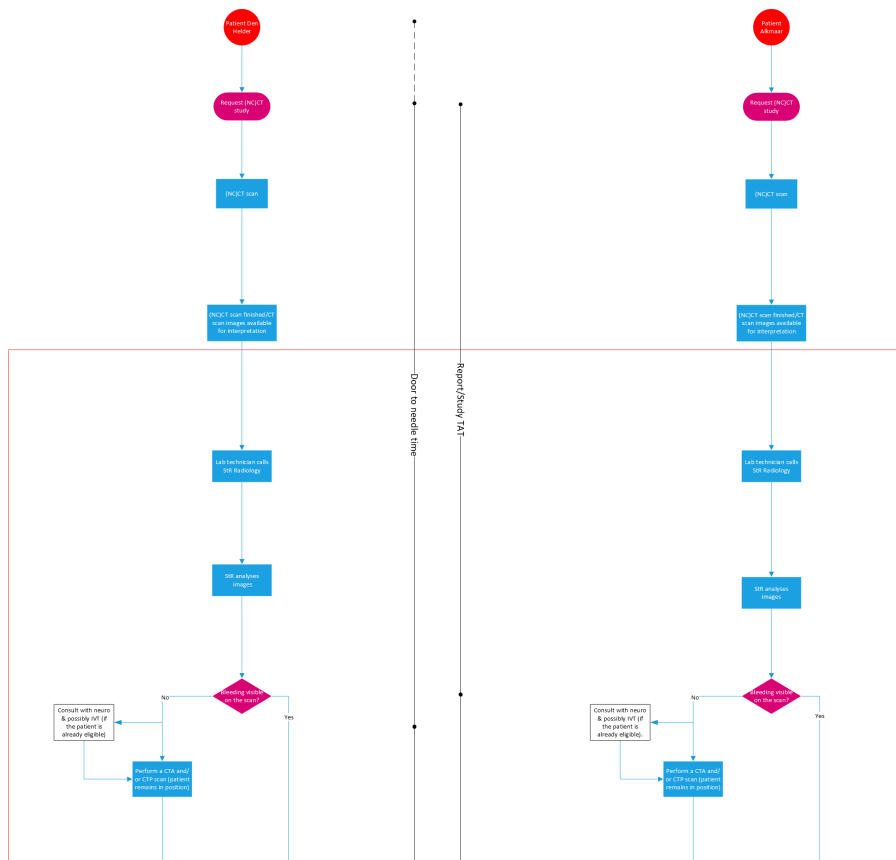 Patient Den
Helder
Patient
Alkmaar
Request (NC)CT
study
Request (NC)CT
study
(NC)CT scan
(NC)CT scan
(NC)CT scan finished/CT
scan images available
for interpretation
(NC)CT scan finished/CT
scan images available
for interpretation
Door to needle time
Report/Study TAT
Lab technician calls
StR Radiology
Lab technician calls
StR Radiology
StR analyses
images
StR analyses
images
Bleeding visible
on the scan?
No
Yes
Bleeding visible
on the scan?
No
Yes
Consult with neuro
& possibly IVT (if
the patient is
already eligible)
Consult with neuro
& possibly IVT (if
the patient is
already eligible).
Perform a CTA and/
or CTP scan (patient
remains in position)
Perform a CTA and/
or CTP scan (patient
remains in position)